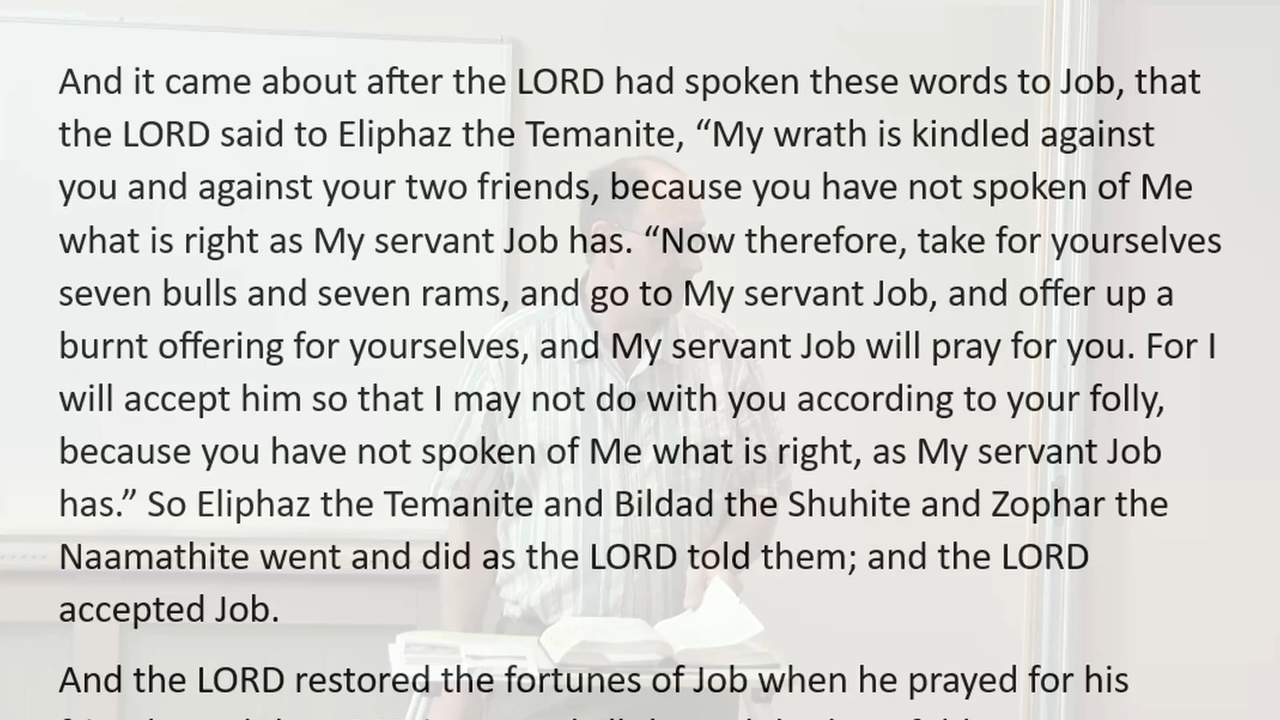 And it came about after the LORD had spoken these words to Job, that
the LORD said to Eliphaz the Temanite, “My wrath is kindled against
you and against your two friends, because you have not spoken of Me
what is right as My servant Job has. “Now therefore, take for yourselves
seven bulls and seven rams, and go to My servant Job, and offer up a
burnt offering for yourselves, and My servant Job will pray for you. For I
will accept him so that I may not do with you according to your folly,
because you have not spoken of Me what is right, as My servant Job
has.” So Eliphaz the Temanite and Bildad the Shuhite and Zophar the
Naamathite went and did as the LORD told them; and the LORD
accepted Job.
And the LORD restored the fortunes of Job when he prayed for his